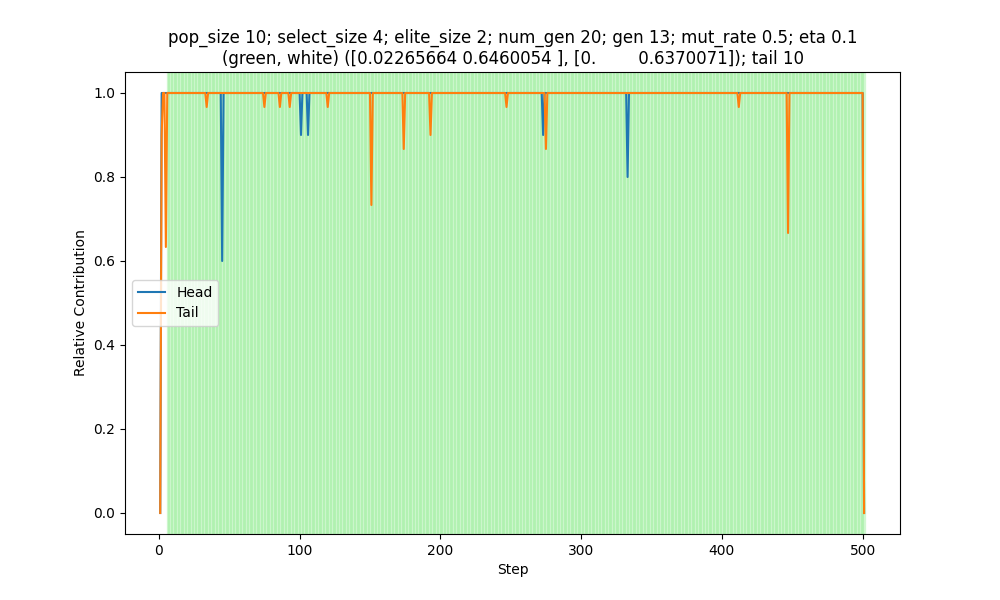 pop_size 10; select_size 4; elite_size 2; num_gen 20; gen 13; mut_rate 0.5; eta 0.1
(green, white) ([0.02265664 0.6460054 ], [0.         0.6370071]); tail 10
1.0
0.8
0.6
0.4
0.2
0.0
Relative Contribution
Head
Tail
0
100
200
300
400
500
Step